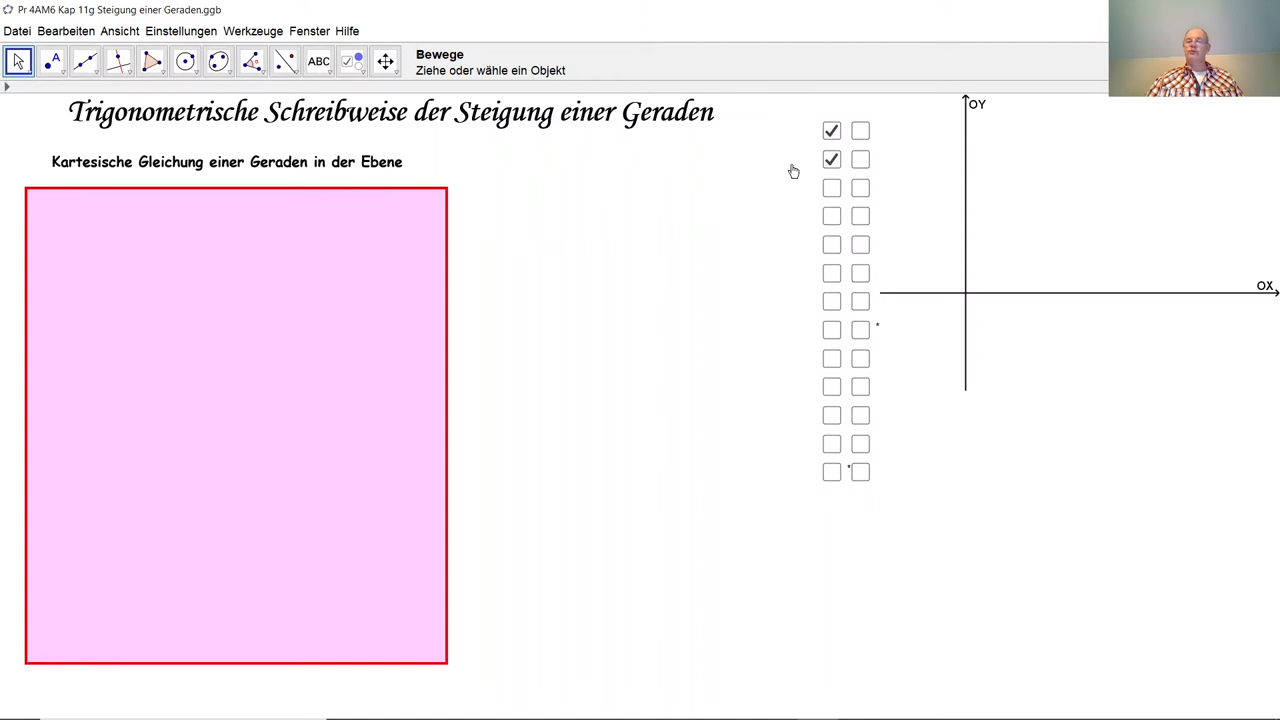 Pr 4AM6 Kap 11g Steigung einer Geraden.ggb
Datei Bearbeiten Ansicht Einstellungen Werkzeuge Fenster Hilfe
A
ABC
Bewege
Ziehe oder wähle ein Objekt
Trigonometrische Schreibweise der Steigung einer Geraden
Kartesische Gleichung einer Geraden in der Ebene
OY
OX